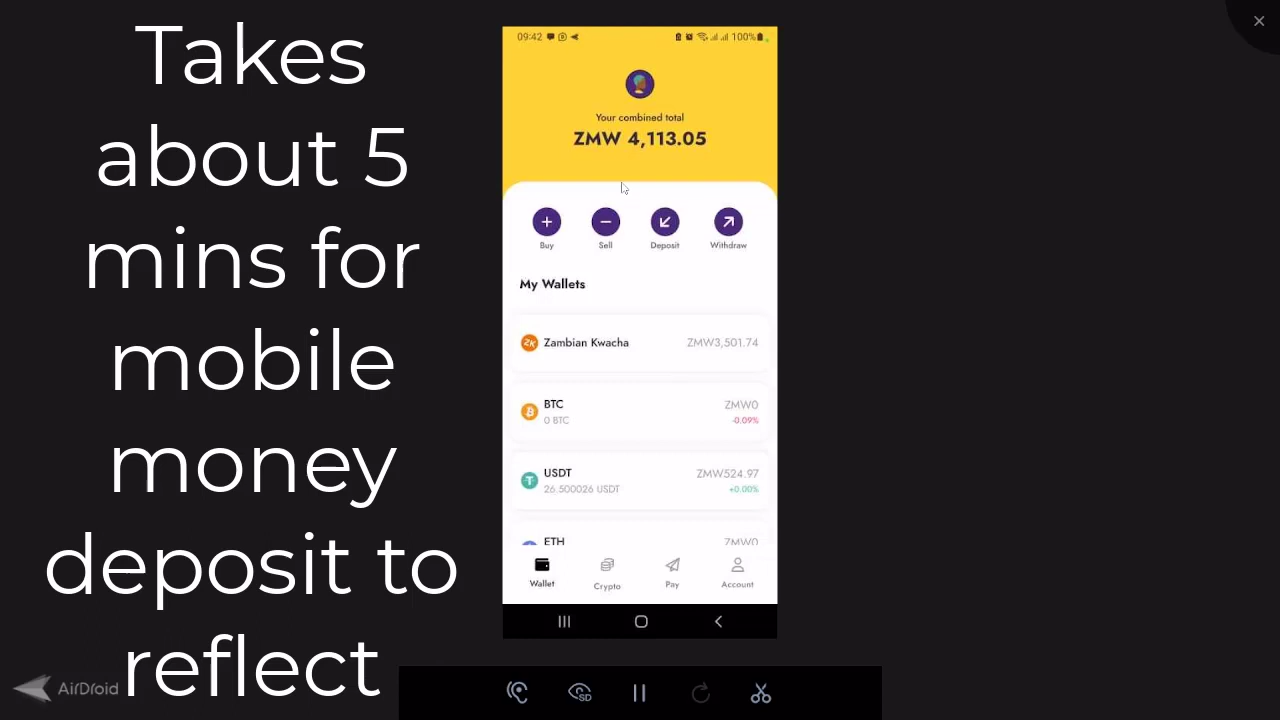 Takes
about 5
mins for
mobile
money
deposit to
reflect
AirDroid
09:42
100%
Your combined total
ZMW 4,113.05
Buy
Sell
Deposit
Withdraw
My Wallets
Zambian Kwacha
ZMW3,501.74
BTC
ZMW0
0 BTC
-0.09%
USDT
ZMW524.97
26.500026 USDT
+0.00%
ETH
ZMW0
Wallet
Crypto
Pay
Account
SD